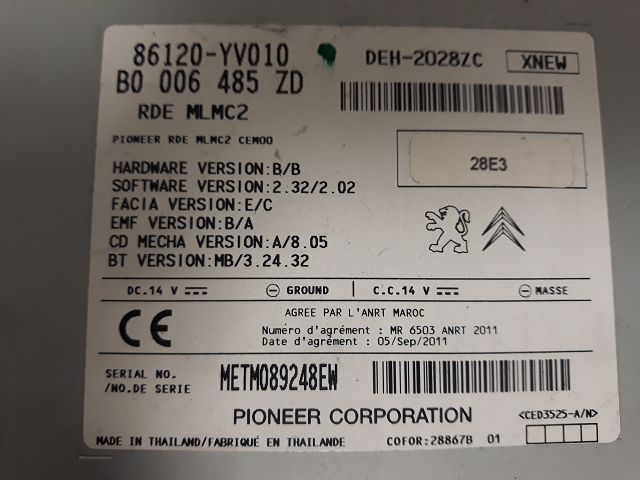 86120-YV010
DEH-2028ZC
XNEW
B0 006 485 ZD
RDE MLMC2
PIONEER RDE MLMC2 CEM00
28E3
HARDWARE VERSION:B/B
SOFTWARE VERSION:2.32/2.02
FACIA VERSION:E/C
EMF VERSION:B/A
CD MECHA VERSION:A/8.05
BT VERSION:MB/3.24.32
DC.14 V ⎓ ⊖ GROUND | C.C.14 V ⎓ ⊖ MASSE
CE
AGREE PAR L'ANRT MAROC
Numéro d'agrément : MR 6503 ANRT 2011
Date d'agrément : 05/Sep/2011
SERIAL NO.
/NO.DE SERIE
METM089248EW
PIONEER CORPORATION
<CED3525-A/N>
MADE IN THAILAND/FABRIQUÉ EN THAILANDE
COFOR:28867B 01